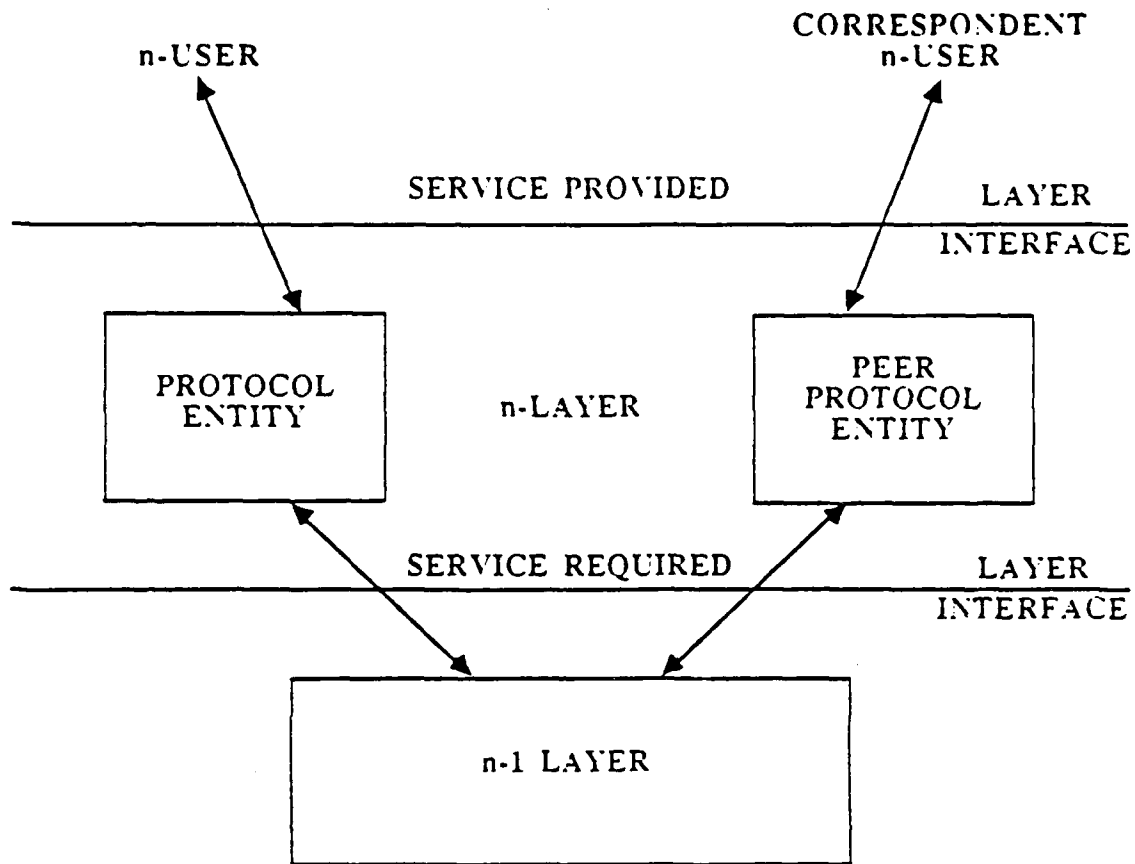 n-USER
CORRESPONDENT
n-USER
SERVICE PROVIDED
LAYER
INTERFACE
PROTOCOL
ENTITY
n-LAYER
PEER
PROTOCOL
ENTITY
SERVICE REQUIRED
LAYER
INTERFACE
n-1 LAYER